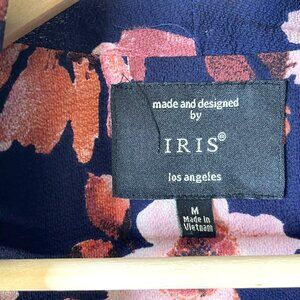 made and designed
by
IRIS®
los angeles
M
Made in
Vietnam